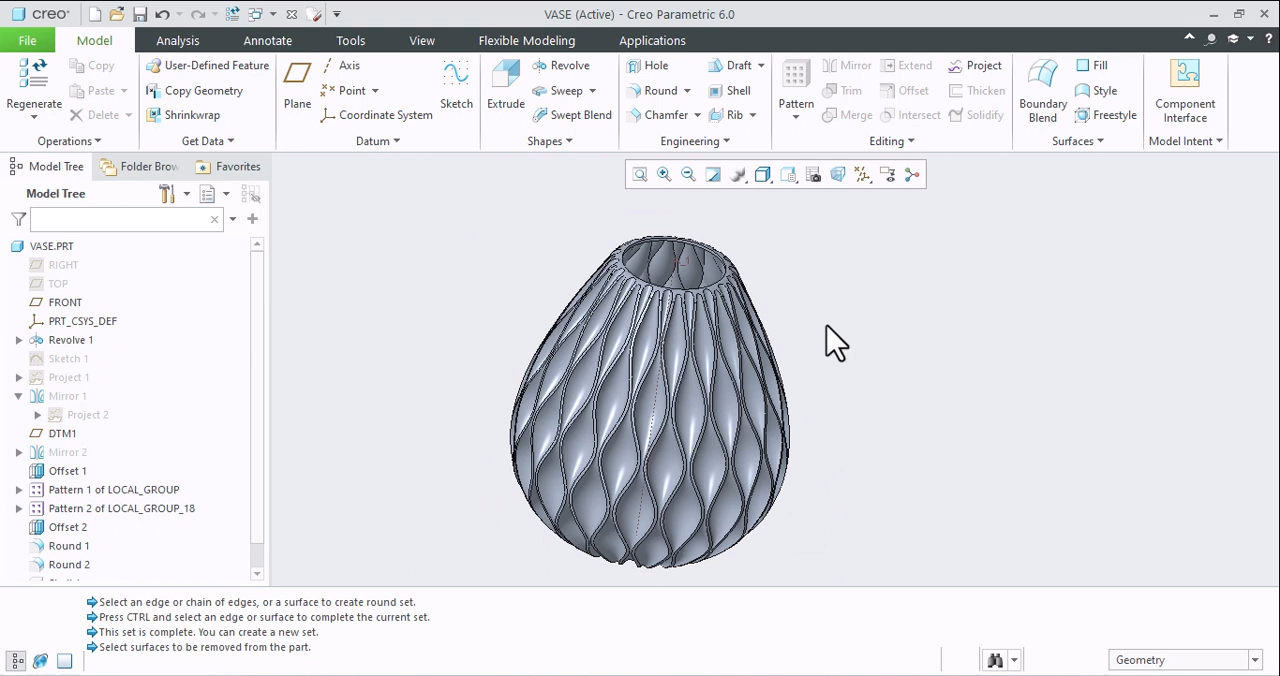 creo VASE (Active) - Creo Parametric 6.0
File Model Analysis Annotate Tools View Flexible Modeling Applications
Regenerate
Copy
Paste
Delete
Operations
User-Defined Feature
Copy Geometry
Shrinkwrap
Get Data
Plane
Axis
Point
Coordinate System
Sketch
Datum
Extrude
Revolve
Sweep
Swept Blend
Shapes
Hole
Round
Chamfer
Draft
Shell
Rib
Engineering
Pattern
Mirror
Trim
Merge
Extend
Offset
Intersect
Project
Thicken
Solidify
Editing
Boundary Blend
Fill
Style
Freestyle
Surfaces
Component Interface
Model Intent
Model Tree Folder Brow Favorites
Model Tree
VASE.PRT
RIGHT
TOP
FRONT
PRT_CSYS_DEF
Revolve 1
Sketch 1
Project 1
Mirror 1
Project 2
DTM1
Mirror 2
Offset 1
Pattern 1 of LOCAL_GROUP
Pattern 2 of LOCAL_GROUP_18
Offset 2
Round 1
Round 2
Select an edge or chain of edges, or a surface to create round set.
Press CTRL and select an edge or surface to complete the current set.
This set is complete. You can create a new set.
Select surfaces to be removed from the part.
Geometry